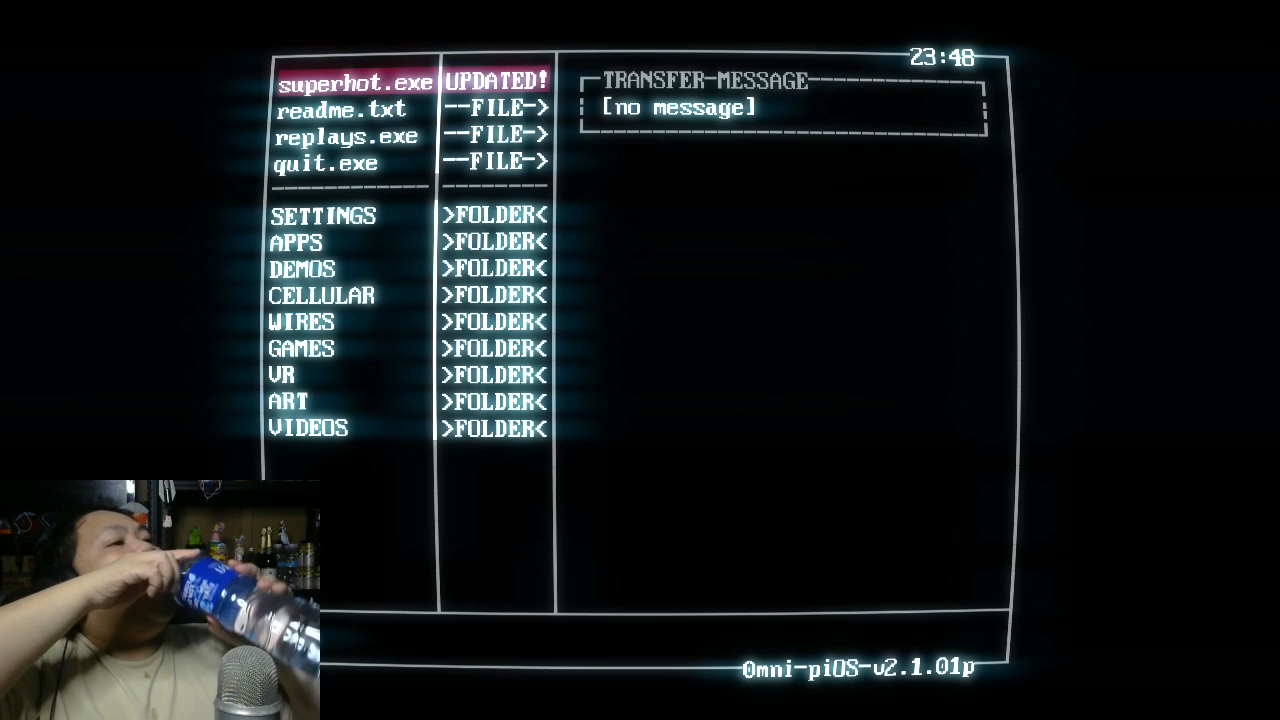 23:48
superhot.exe UPDATED!
readme.txt --FILE->
replays.exe --FILE->
quit.exe --FILE->
SETTINGS >FOLDER<
APPS >FOLDER<
DEMOS >FOLDER<
CELLULAR >FOLDER<
WIRES >FOLDER<
GAMES >FOLDER<
VR >FOLDER<
ART >FOLDER<
VIDEOS >FOLDER<
TRANSFER-MESSAGE
[no message]
0mni-piOS-v2.1.01p